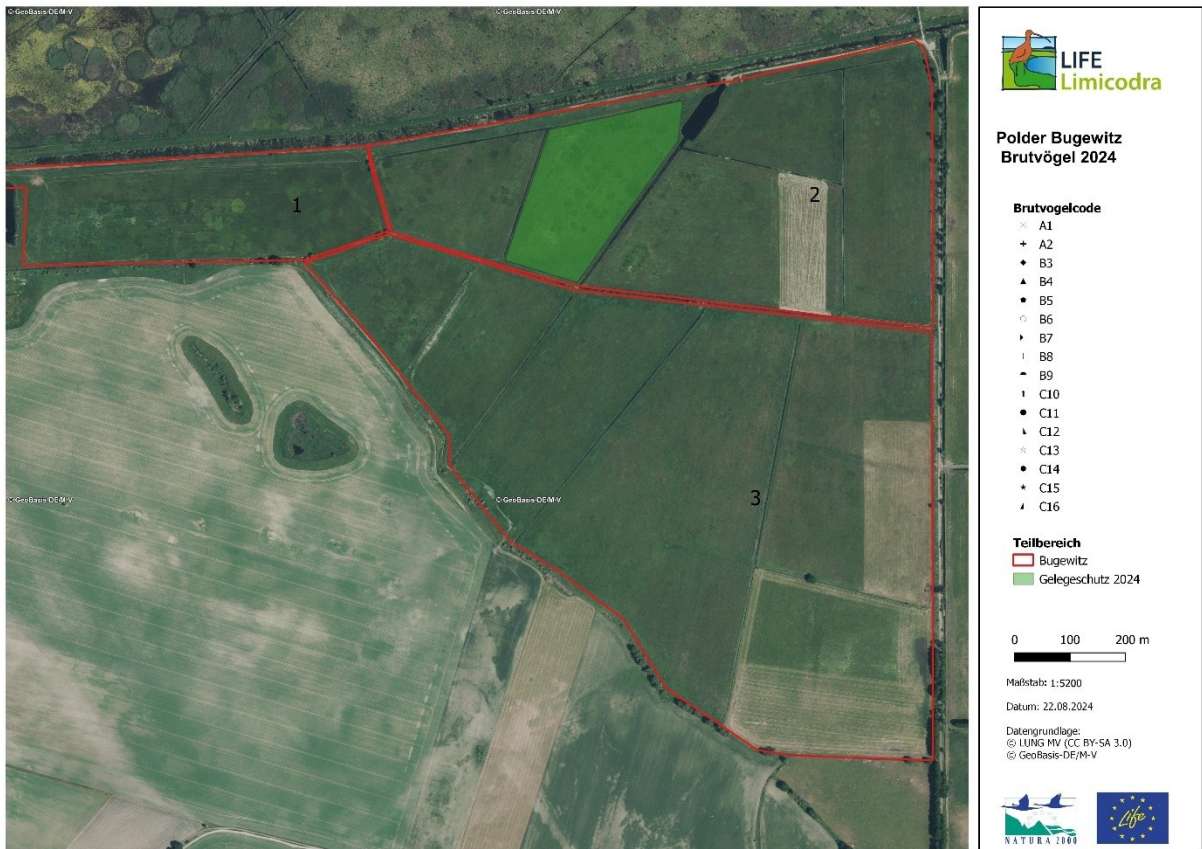 © GeoBasis-DE/M-V
© GeoBasis-DE/M-V
1
2
© GeoBasis-DE/M-V
© GeoBasis-DE/M-V
3
LIFE
Limicodra
Polder Bugewitz
Brutvögel 2024
Brutvogelcode
A1
A2
B3
B4
B5
B6
B7
B8
B9
C10
C11
C12
C13
C14
C15
C16
Teilbereich
Bugewitz
Gelegeschutz 2024
0 100 200 m
Maßstab: 1:5200
Datum: 22.08.2024
Datengrundlage:
© LUNG MV (CC BY-SA 3.0)
© GeoBasis-DE/M-V
NATURA 2000
Life